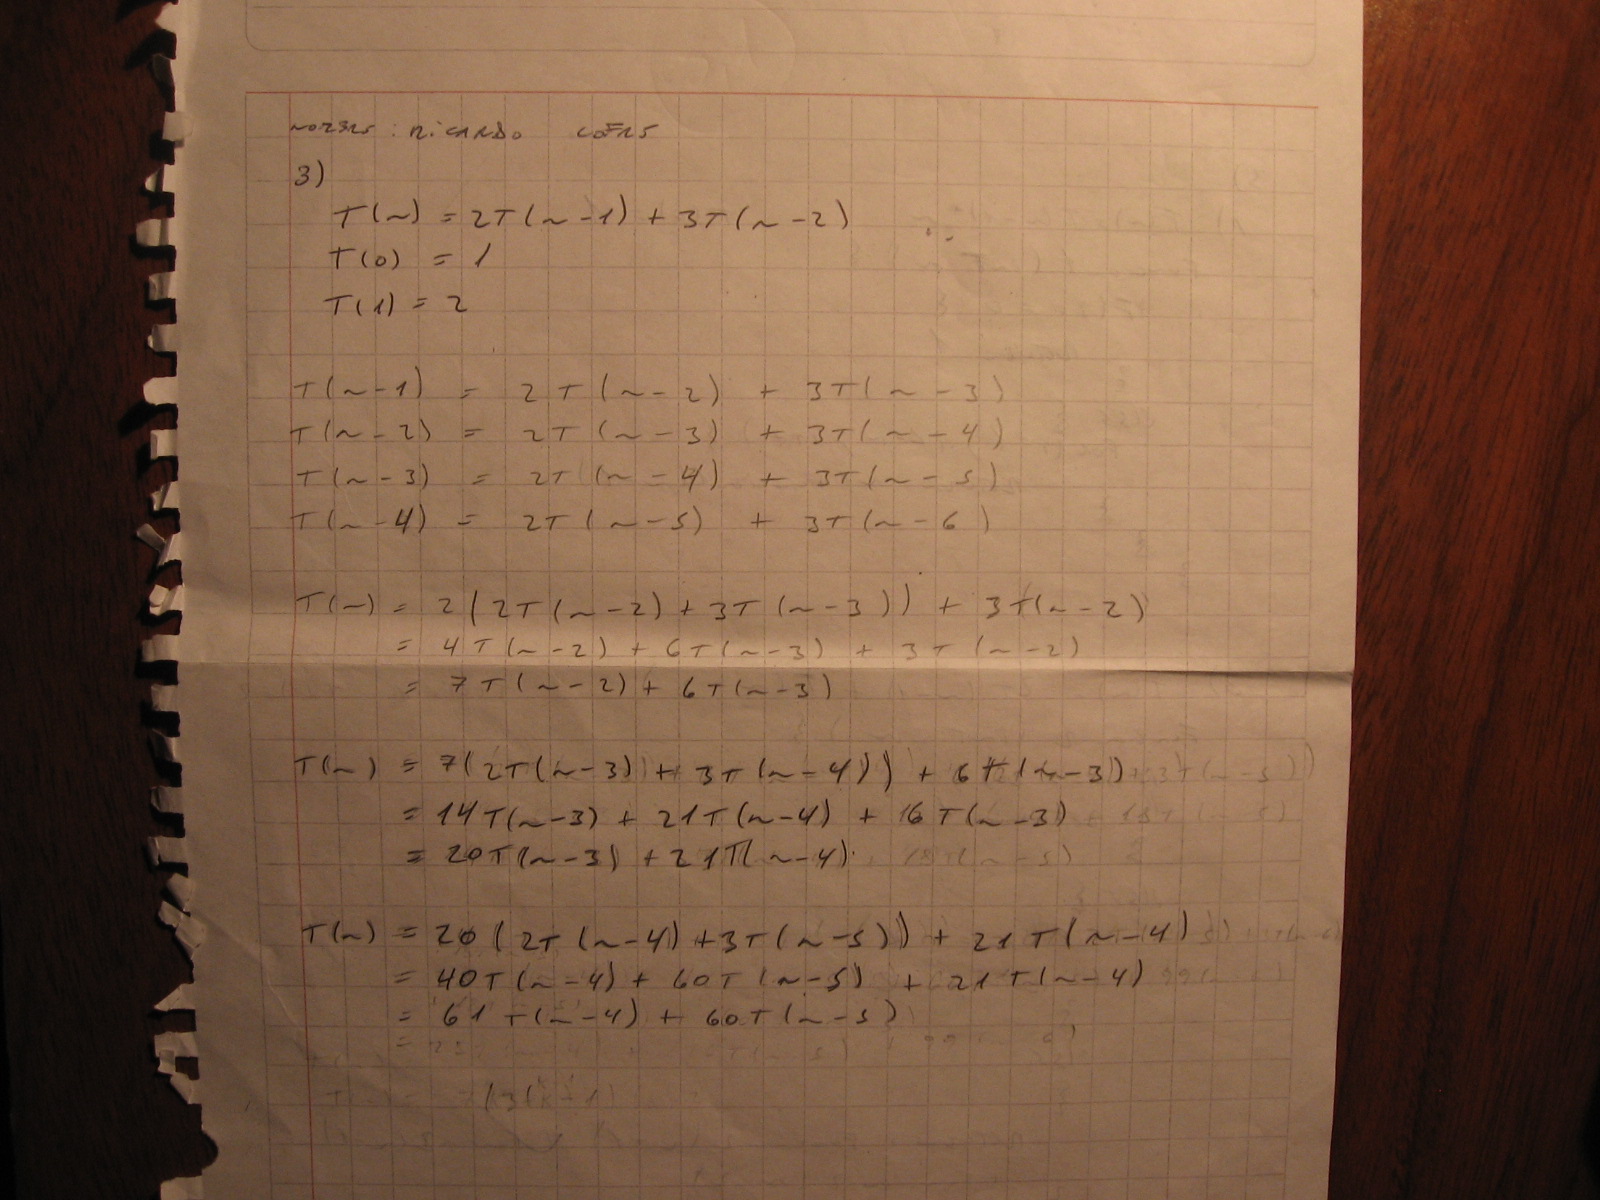 : RICARDO
3)
T(n) = 2T(n-1) + 3T(n-2)
T(0) = 1
T(1) = 2
T(n-1) = 2T(n-2) + 3T(n-3)
T(n-2) = 2T(n-3) + 3T(n-4)
T(n-3) = 2T(n-4) + 3T(n-5)
T(n-4) = 2T(n-5) + 3T(n-6)
T(n) = 2(2T(n-2) + 3T(n-3)) + 3T(n-2)
= 4T(n-2) + 6T(n-3) + 3T(n-2)
= 7T(n-2) + 6T(n-3)
T(n) = 7(2T(n-3) + 3T(n-4)) + 6T(n-3)
= 14T(n-3) + 21T(n-4) + 6T(n-3)
= 20T(n-3) + 21T(n-4)
T(n) = 20(2T(n-4) + 3T(n-5)) + 21T(n-4)
= 40T(n-4) + 60T(n-5) + 21T(n-4)
= 61T(n-4) + 60T(n-5)